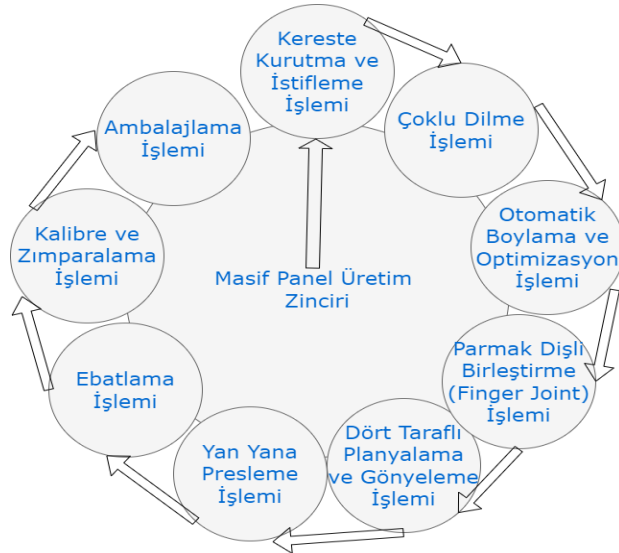 Kereste
Kurutma ve
İstifleme
İşlemi
Çoklu Dilme
İşlemi
Otomatik
Boylama ve
Optimizasyon
İşlemi
Parmak Dişli
Birleştirme
(Finger Joint)
İşlemi
Dört Taraflı
Planyalama
ve Gönyeleme
İşlemi
Yan Yana
Presleme
İşlemi
Ebatlama
İşlemi
Kalibre ve
Zımparalama
İşlemi
Ambalajlama
İşlemi
Masif Panel Üretim
Zinciri